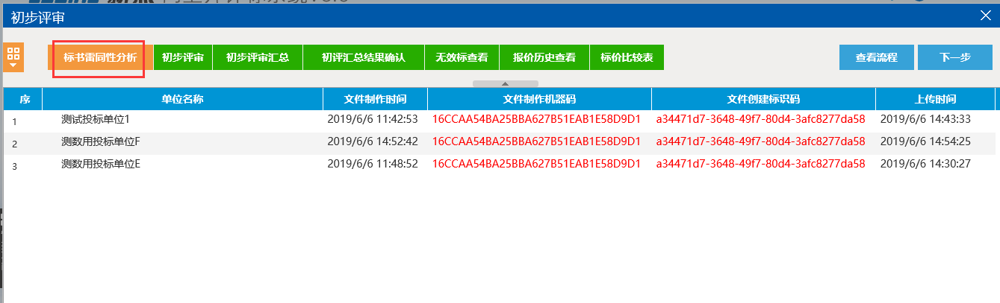 初步评审
标书雷同性分析 初步评审 初步评审汇总 初评汇总结果确认 无效标查看 报价历史查看 标价比较表 查看流程 下一步
序 单位名称 文件制作时间 文件制作机器码 文件创建标识码 上传时间
1 测试投标单位1 2019/6/6 11:42:53 16CCAA54BA25BBA627B51EAB1E58D9D1 a34471d7-3648-49f7-80d4-3afc8277da58 2019/6/6 14:43:33
2 测数用投标单位F 2019/6/6 14:52:42 16CCAA54BA25BBA627B51EAB1E58D9D1 a34471d7-3648-49f7-80d4-3afc8277da58 2019/6/6 14:54:25
3 测数用投标单位E 2019/6/6 11:48:52 16CCAA54BA25BBA627B51EAB1E58D9D1 a34471d7-3648-49f7-80d4-3afc8277da58 2019/6/6 14:30:27